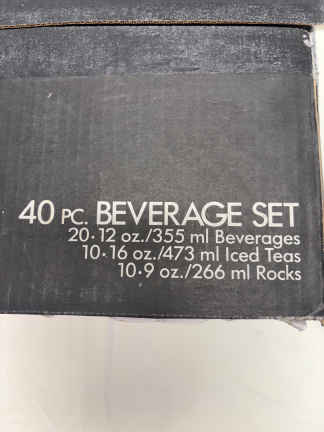 40 PC. BEVERAGE SET
20·12 oz./355 ml Beverages
10·16 oz./473 ml Iced Teas
10·9 oz./266 ml Rocks